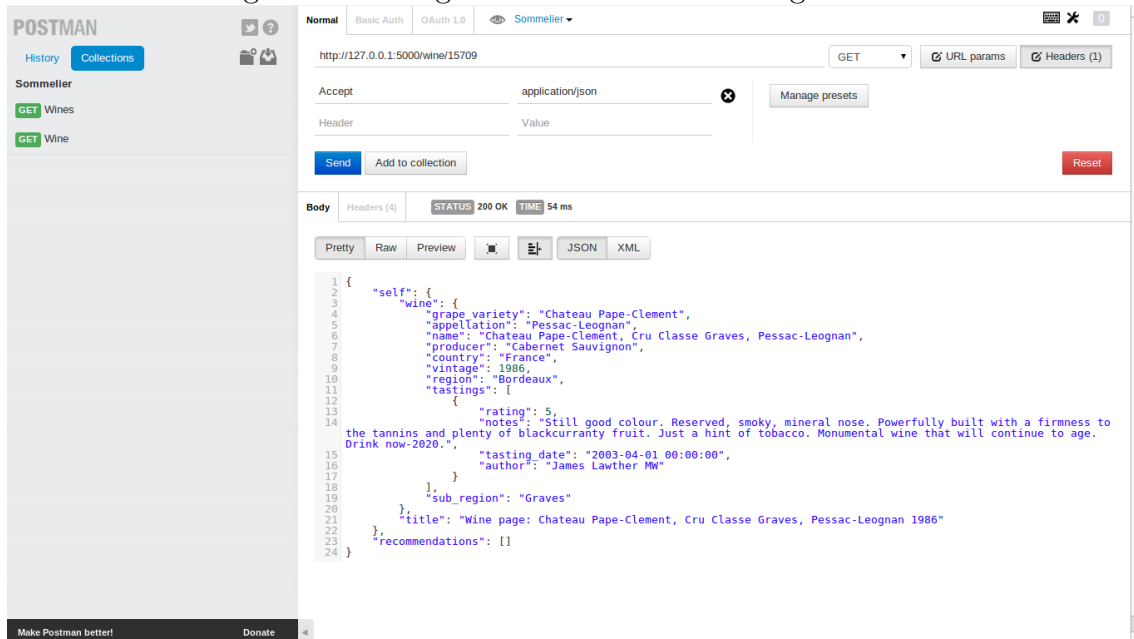 POSTMAN
History
Collections
Sommelier
GET Wines
GET Wine
Make Postman better!
Donate
Normal
Basic Auth
OAuth 1.0
Sommelier
0
http://127.0.0.1:5000/wine/15709
GET
URL params
Headers (1)
Accept
application/json
Manage presets
Header
Value
Send
Add to collection
Reset
Body
Headers (4)
STATUS 200 OK TIME 54 ms
Pretty
Raw
Preview
JSON
XML
1 {
2 "self": {
3 "wine": {
4 "grape_variety": "Chateau Pape-Clement",
5 "appellation": "Pessac-Leognan",
6 "name": "Chateau Pape-Clement, Cru Classe Graves, Pessac-Leognan",
7 "producer": "Cabernet Sauvignon",
8 "country": "France",
9 "vintage": 1986,
10 "region": "Bordeaux",
11 "tastings": [
12 {
13 "rating": 5,
14 "notes": "Still good colour. Reserved, smoky, mineral nose. Powerfully built with a firmness to
the tannins and plenty of blackcurranty fruit. Just a hint of tobacco. Monumental wine that will continue to age.
Drink now-2020.",
15 "tasting_date": "2003-04-01 00:00:00",
16 "author": "James Lawther MW"
17 }
18 ],
19 "sub_region": "Graves"
20 },
21 "title": "Wine page: Chateau Pape-Clement, Cru Classe Graves, Pessac-Leognan 1986"
22 },
23 "recommendations": []
24 }